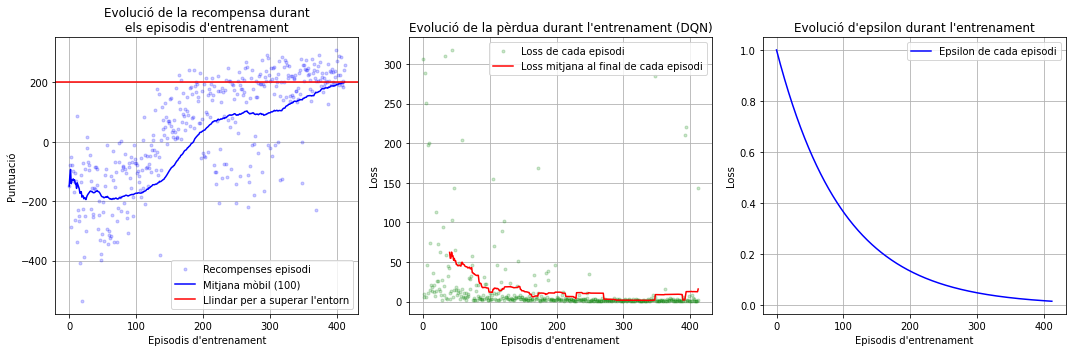 Evolució de la recompensa durant
els episodis d'entrenament
Puntuació
200
0
−200
−400
0
100
200
300
400
Episodis d'entrenament
Recompenses episodi
Mitjana mòbil (100)
Llindar per a superar l'entorn
Evolució de la pèrdua durant l'entrenament (DQN)
Loss
300
250
200
150
100
50
0
0
100
200
300
400
Episodis d'entrenament
Loss de cada episodi
Loss mitjana al final de cada episodi
Evolució d'epsilon durant l'entrenament
Loss
1.0
0.8
0.6
0.4
0.2
0.0
0
100
200
300
400
Episodis d'entrenament
Epsilon de cada episodi